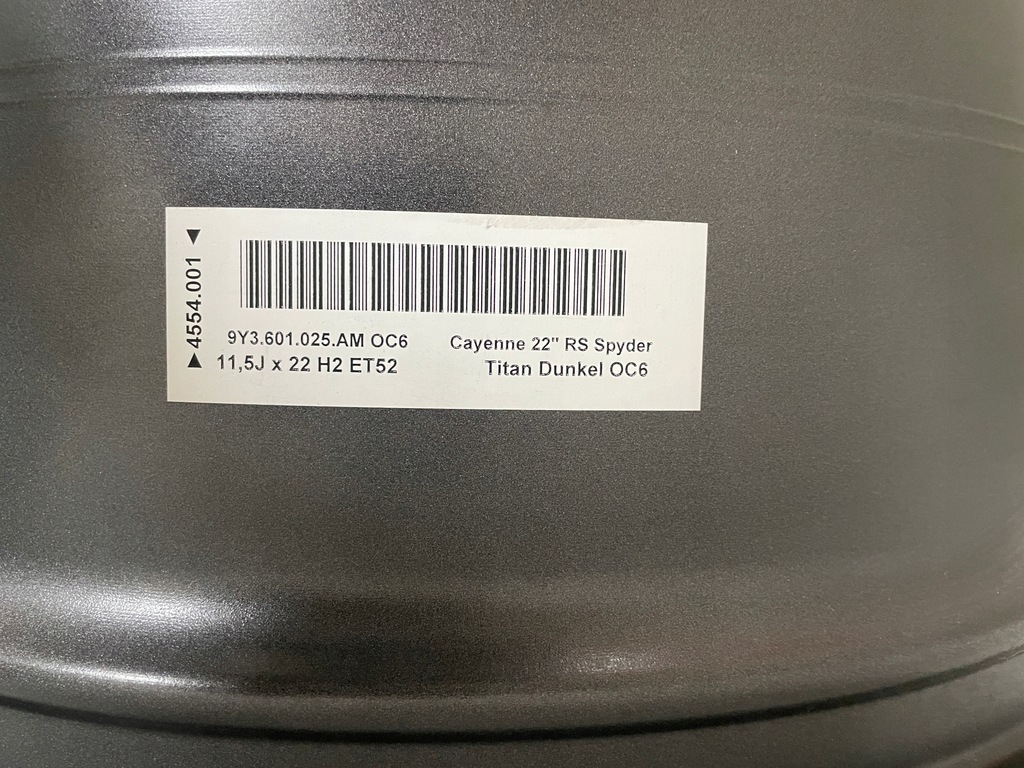 ▶4554.001 ◀
9Y3.601.025.AM OC6
11,5J x 22 H2 ET52
Cayenne 22" RS Spyder
Titan Dunkel OC6